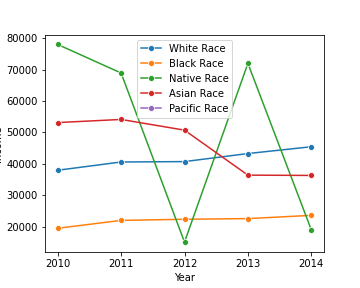 80000
70000
60000
50000
40000
30000
20000
White Race
Black Race
Native Race
Asian Race
Pacific Race
2010 2011 2012 2013 2014
Year